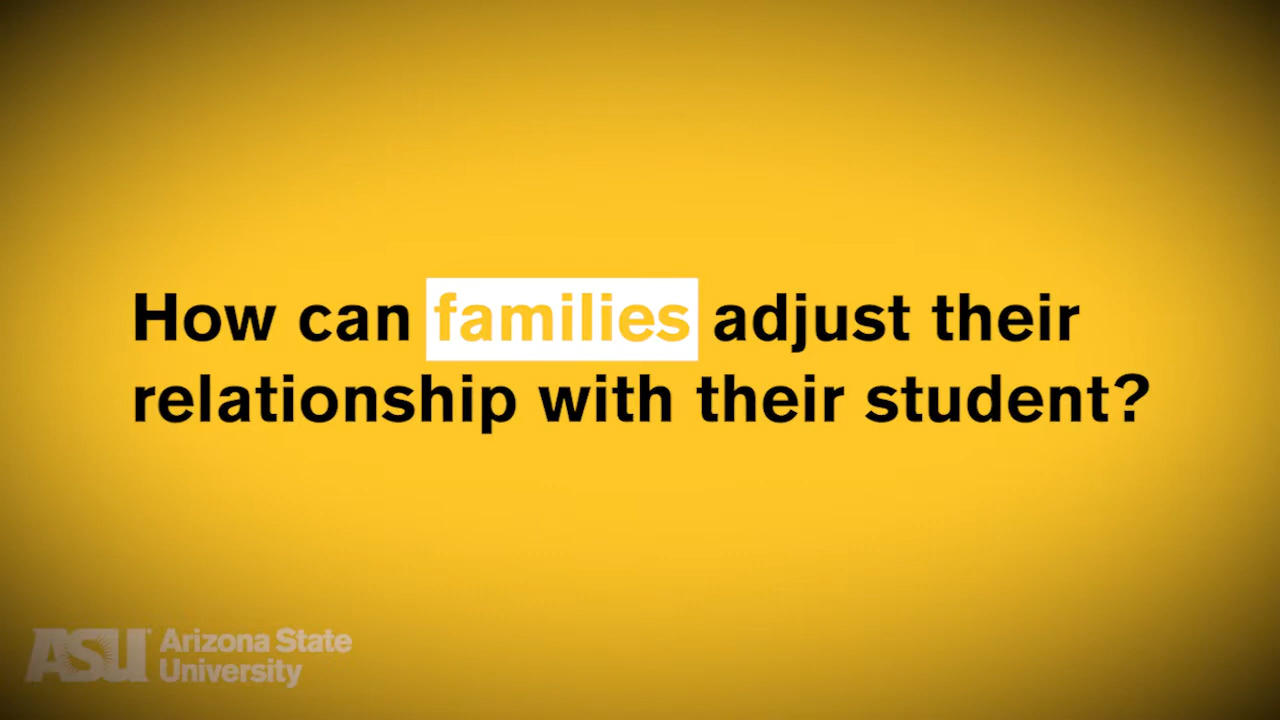 How can families adjust their
relationship with their student?
ASU Arizona State
University